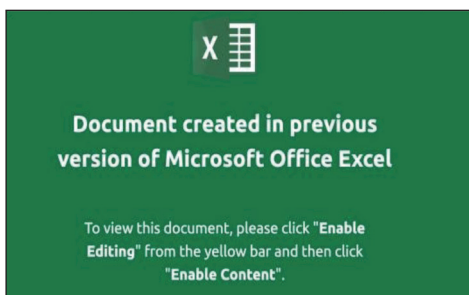 X
Document created in previous
version of Microsoft Office Excel
To view this document, please click "Enable
Editing" from the yellow bar and then click
"Enable Content".